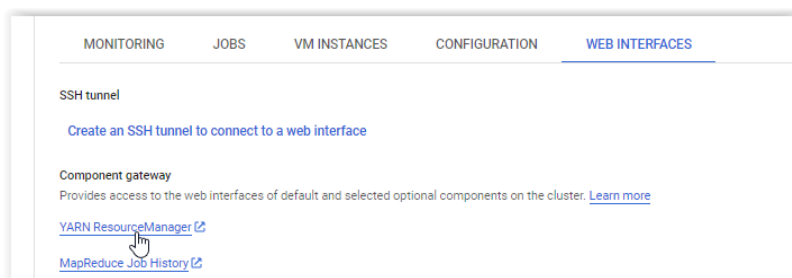 MONITORING JOBS VM INSTANCES CONFIGURATION WEB INTERFACES
SSH tunnel
Create an SSH tunnel to connect to a web interface
Component gateway
Provides access to the web interfaces of default and selected optional components on the cluster. Learn more
YARN ResourceManager
MapReduce Job History